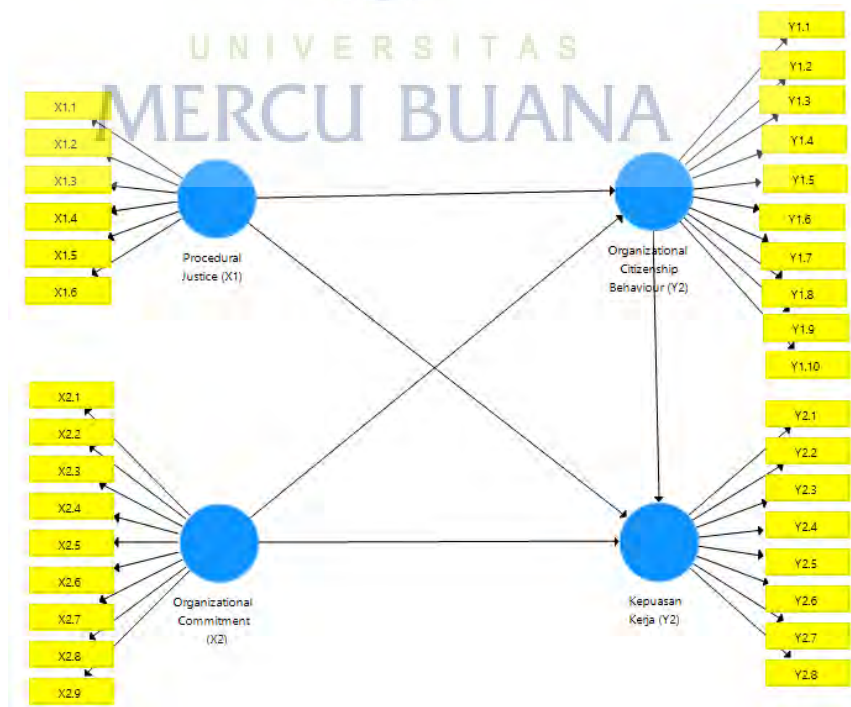 UNIVERSITAS
MERCU BUANA
X1.1
X1.2
X1.3
X1.4
X1.5
X1.6
Procedural
Justice (X1)
Y1.1
Y1.2
Y1.3
Y1.4
Y1.5
Y1.6
Y1.7
Y1.8
Y1.9
Y1.10
Organizational
Citizenship
Behaviour (Y2)
X2.1
X2.2
X2.3
X2.4
X2.5
X2.6
X2.7
X2.8
X2.9
Organizational
Commitment
(X2)
Y2.1
Y2.2
Y2.3
Y2.4
Y2.5
Y2.6
Y2.7
Y2.8
Kepuasan
Kerja (Y2)